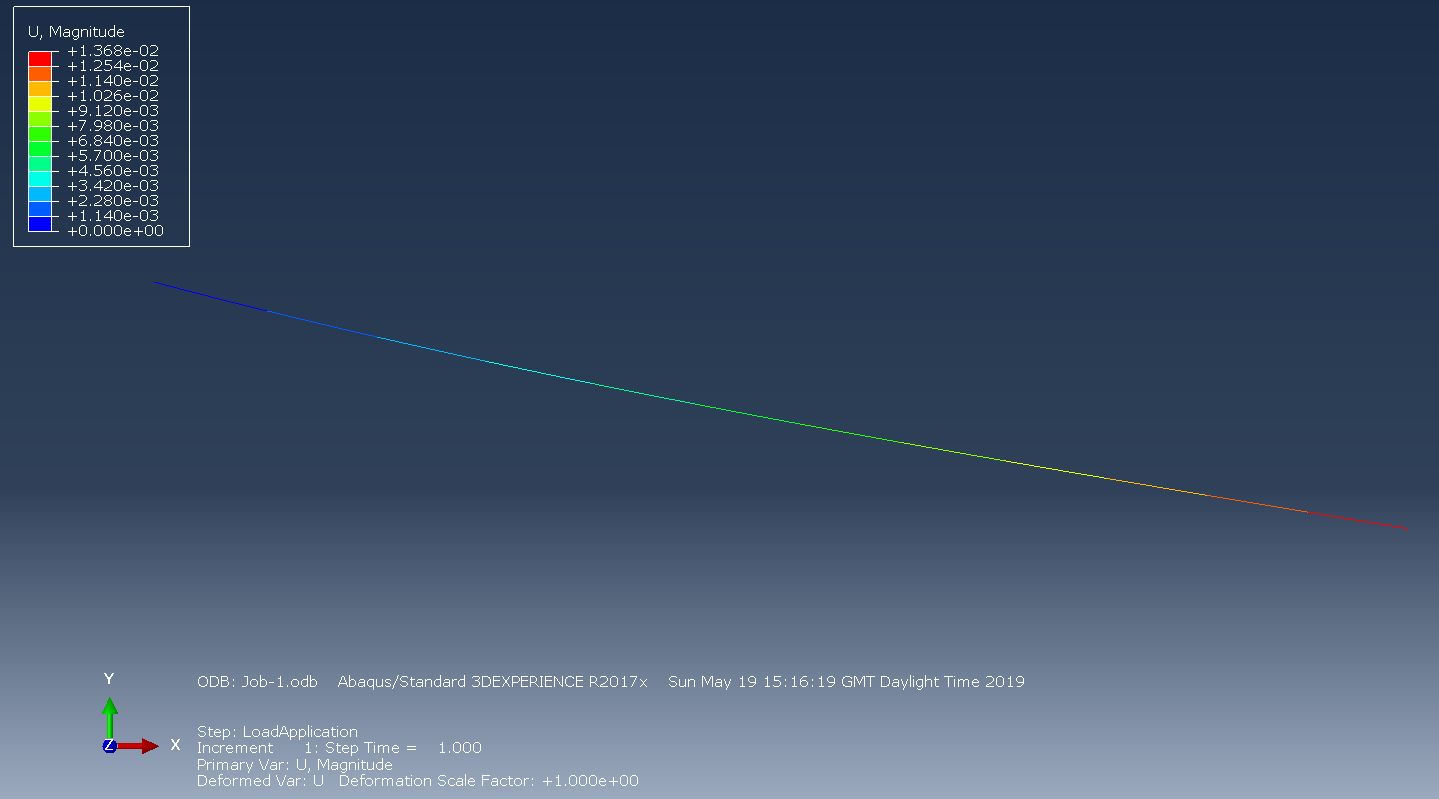 U, Magnitude
+1.368e-02
+1.254e-02
+1.140e-02
+1.026e-02
+9.120e-03
+7.980e-03
+6.840e-03
+5.700e-03
+4.560e-03
+3.420e-03
+2.280e-03
+1.140e-03
+0.000e+00
Y
Z
X
ODB: Job-1.odb    Abaqus/Standard 3DEXPERIENCE R2017x    Sun May 19 15:16:19 GMT Daylight Time 2019
Step: LoadApplication
Increment      1: Step Time =    1.000
Primary Var: U, Magnitude
Deformed Var: U   Deformation Scale Factor: +1.000e+00